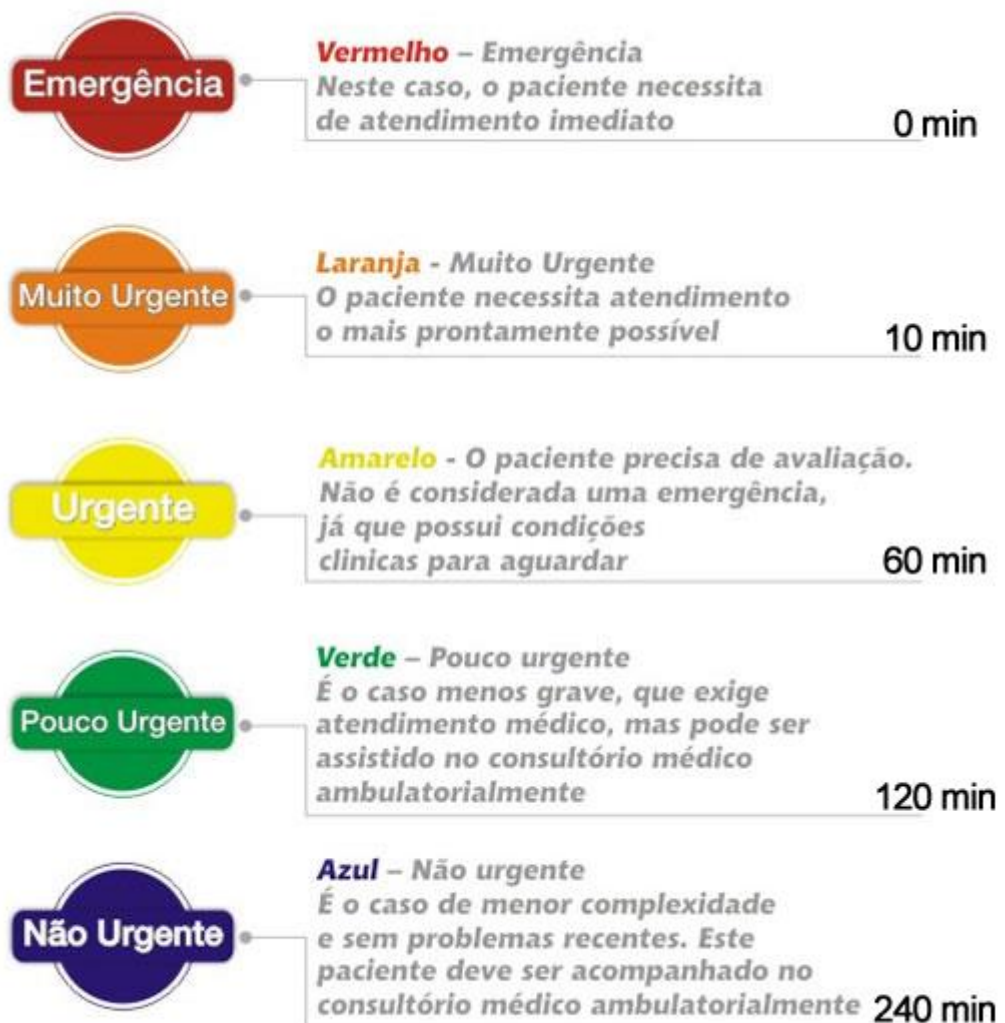 Emergência
Vermelho – Emergência
Neste caso, o paciente necessita
de atendimento imediato
0 min
Muito Urgente
Laranja - Muito Urgente
O paciente necessita atendimento
o mais prontamente possível
10 min
Urgente
Amarelo - O paciente precisa de avaliação.
Não é considerada uma emergência,
já que possui condições
clinicas para aguardar
60 min
Pouco Urgente
Verde – Pouco urgente
É o caso menos grave, que exige
atendimento médico, mas pode ser
assistido no consultório médico
ambulatorialmente
120 min
Não Urgente
Azul – Não urgente
É o caso de menor complexidade
e sem problemas recentes. Este
paciente deve ser acompanhado no
consultório médico ambulatorialmente
240 min